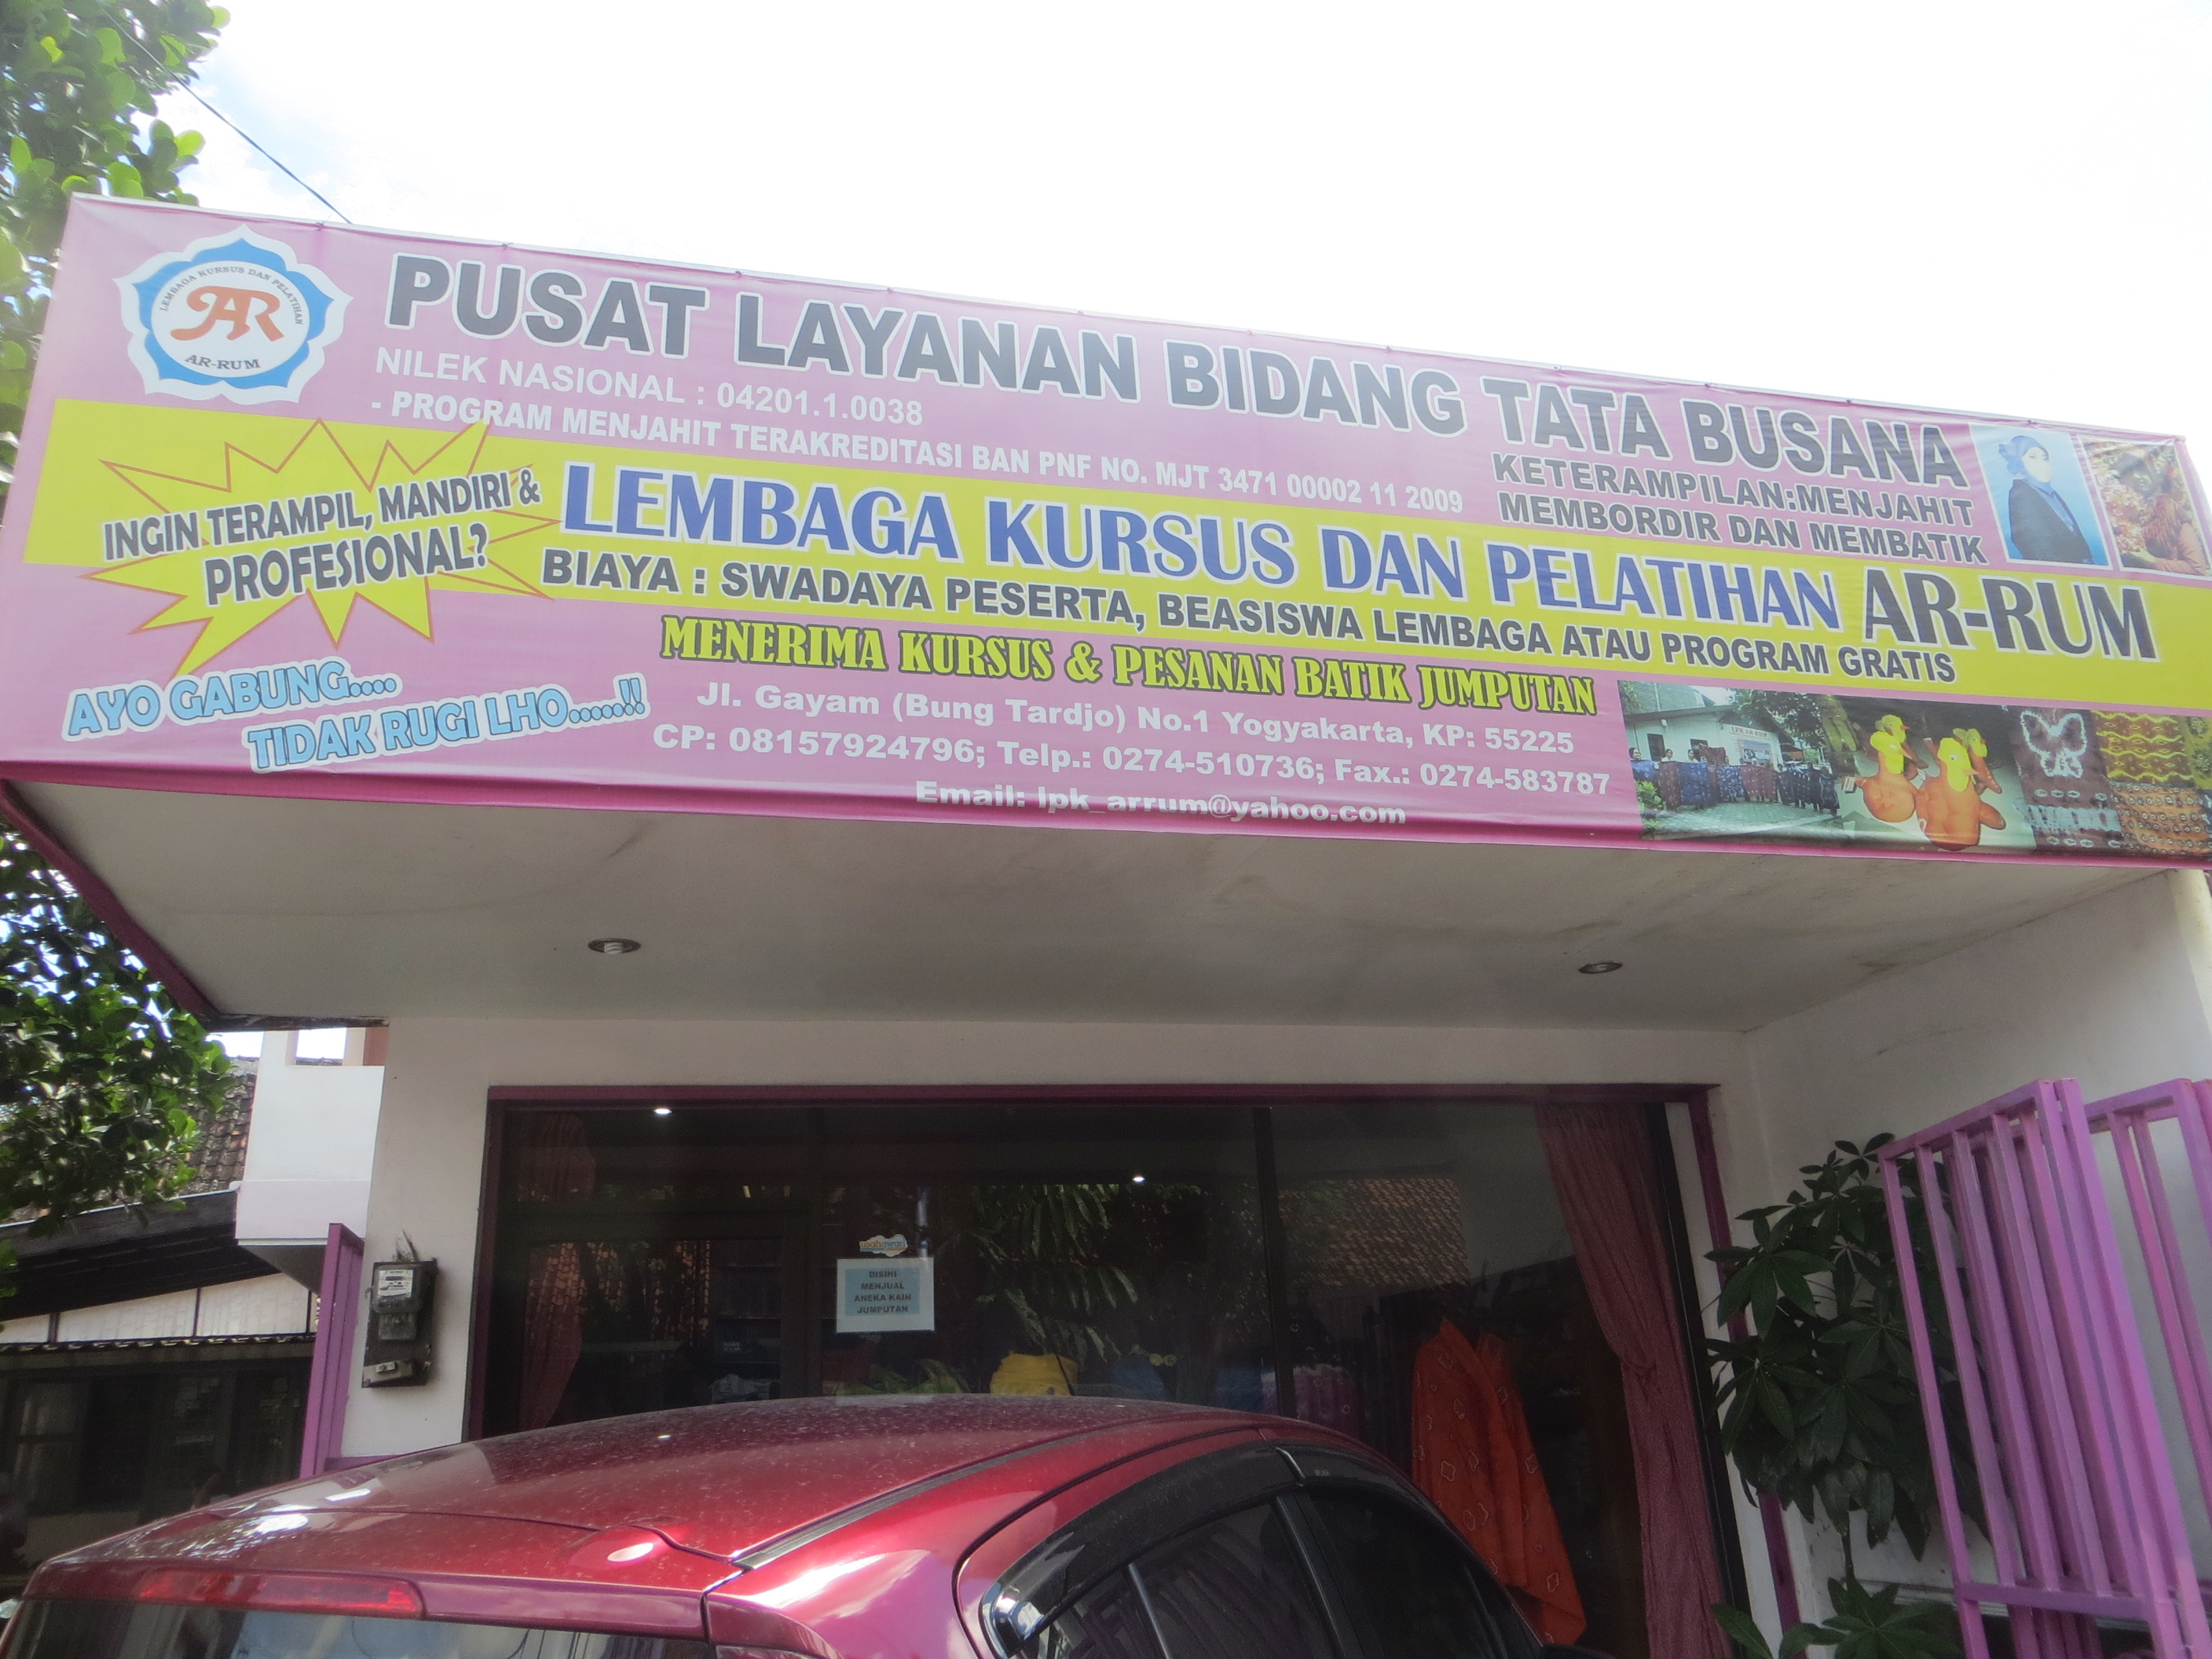 LEMBAGA KURSUS DAN PELATIHAN
AR
AR-RUM
PUSAT LAYANAN BIDANG TATA BUSANA
NILEK NASIONAL : 04201.1.0038
- PROGRAM MENJAHIT TERAKREDITASI BAN PNF NO. MJT 3471 00002 11 2009
KETERAMPILAN:MENJAHIT
MEMBORDIR DAN MEMBATIK
INGIN TERAMPIL, MANDIRI &
PROFESIONAL?
LEMBAGA KURSUS DAN PELATIHAN AR-RUM
BIAYA : SWADAYA PESERTA, BEASISWA LEMBAGA ATAU PROGRAM GRATIS
MENERIMA KURSUS & PESANAN BATIK JUMPUTAN
AYO GABUNG....
TIDAK RUGI LHO......!!
Jl. Gayam (Bung Tardjo) No.1 Yogyakarta, KP: 55225
CP: 08157924796; Telp.: 0274-510736; Fax.: 0274-583787
Email: lpk_arrum@yahoo.com
DISINI
MENJUAL
ANEKA KAIN
JUMPUTAN